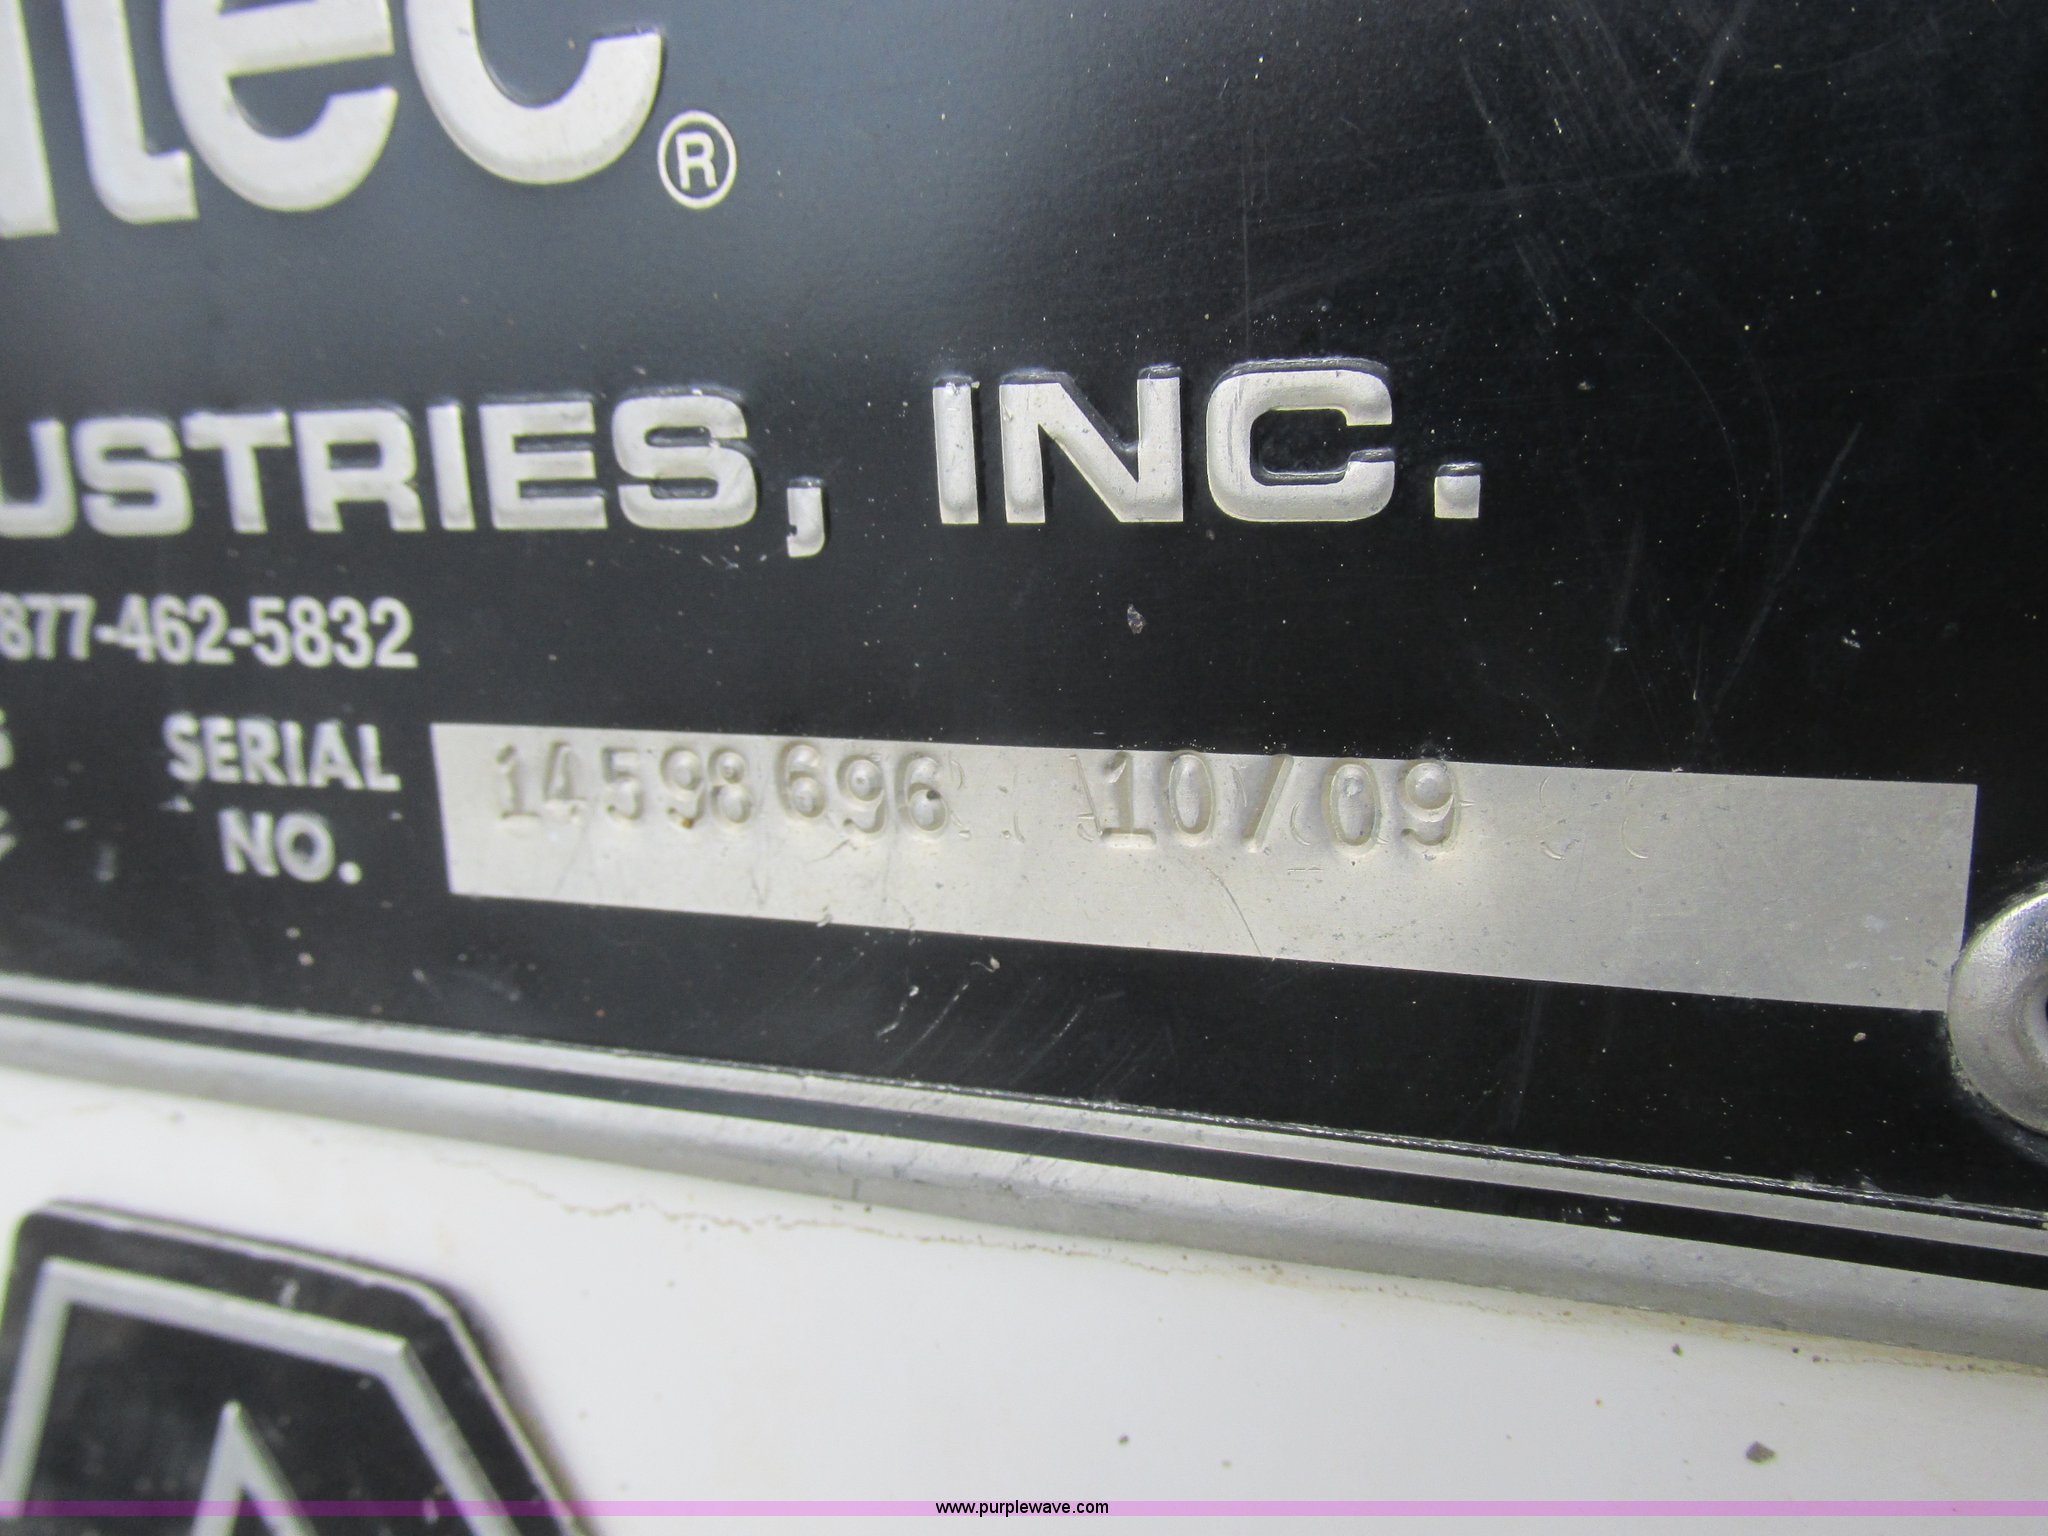 ltec®
USTRIES, INC.
877-462-5832
SERIAL NO. 14598696 10/09
www.purplewave.com